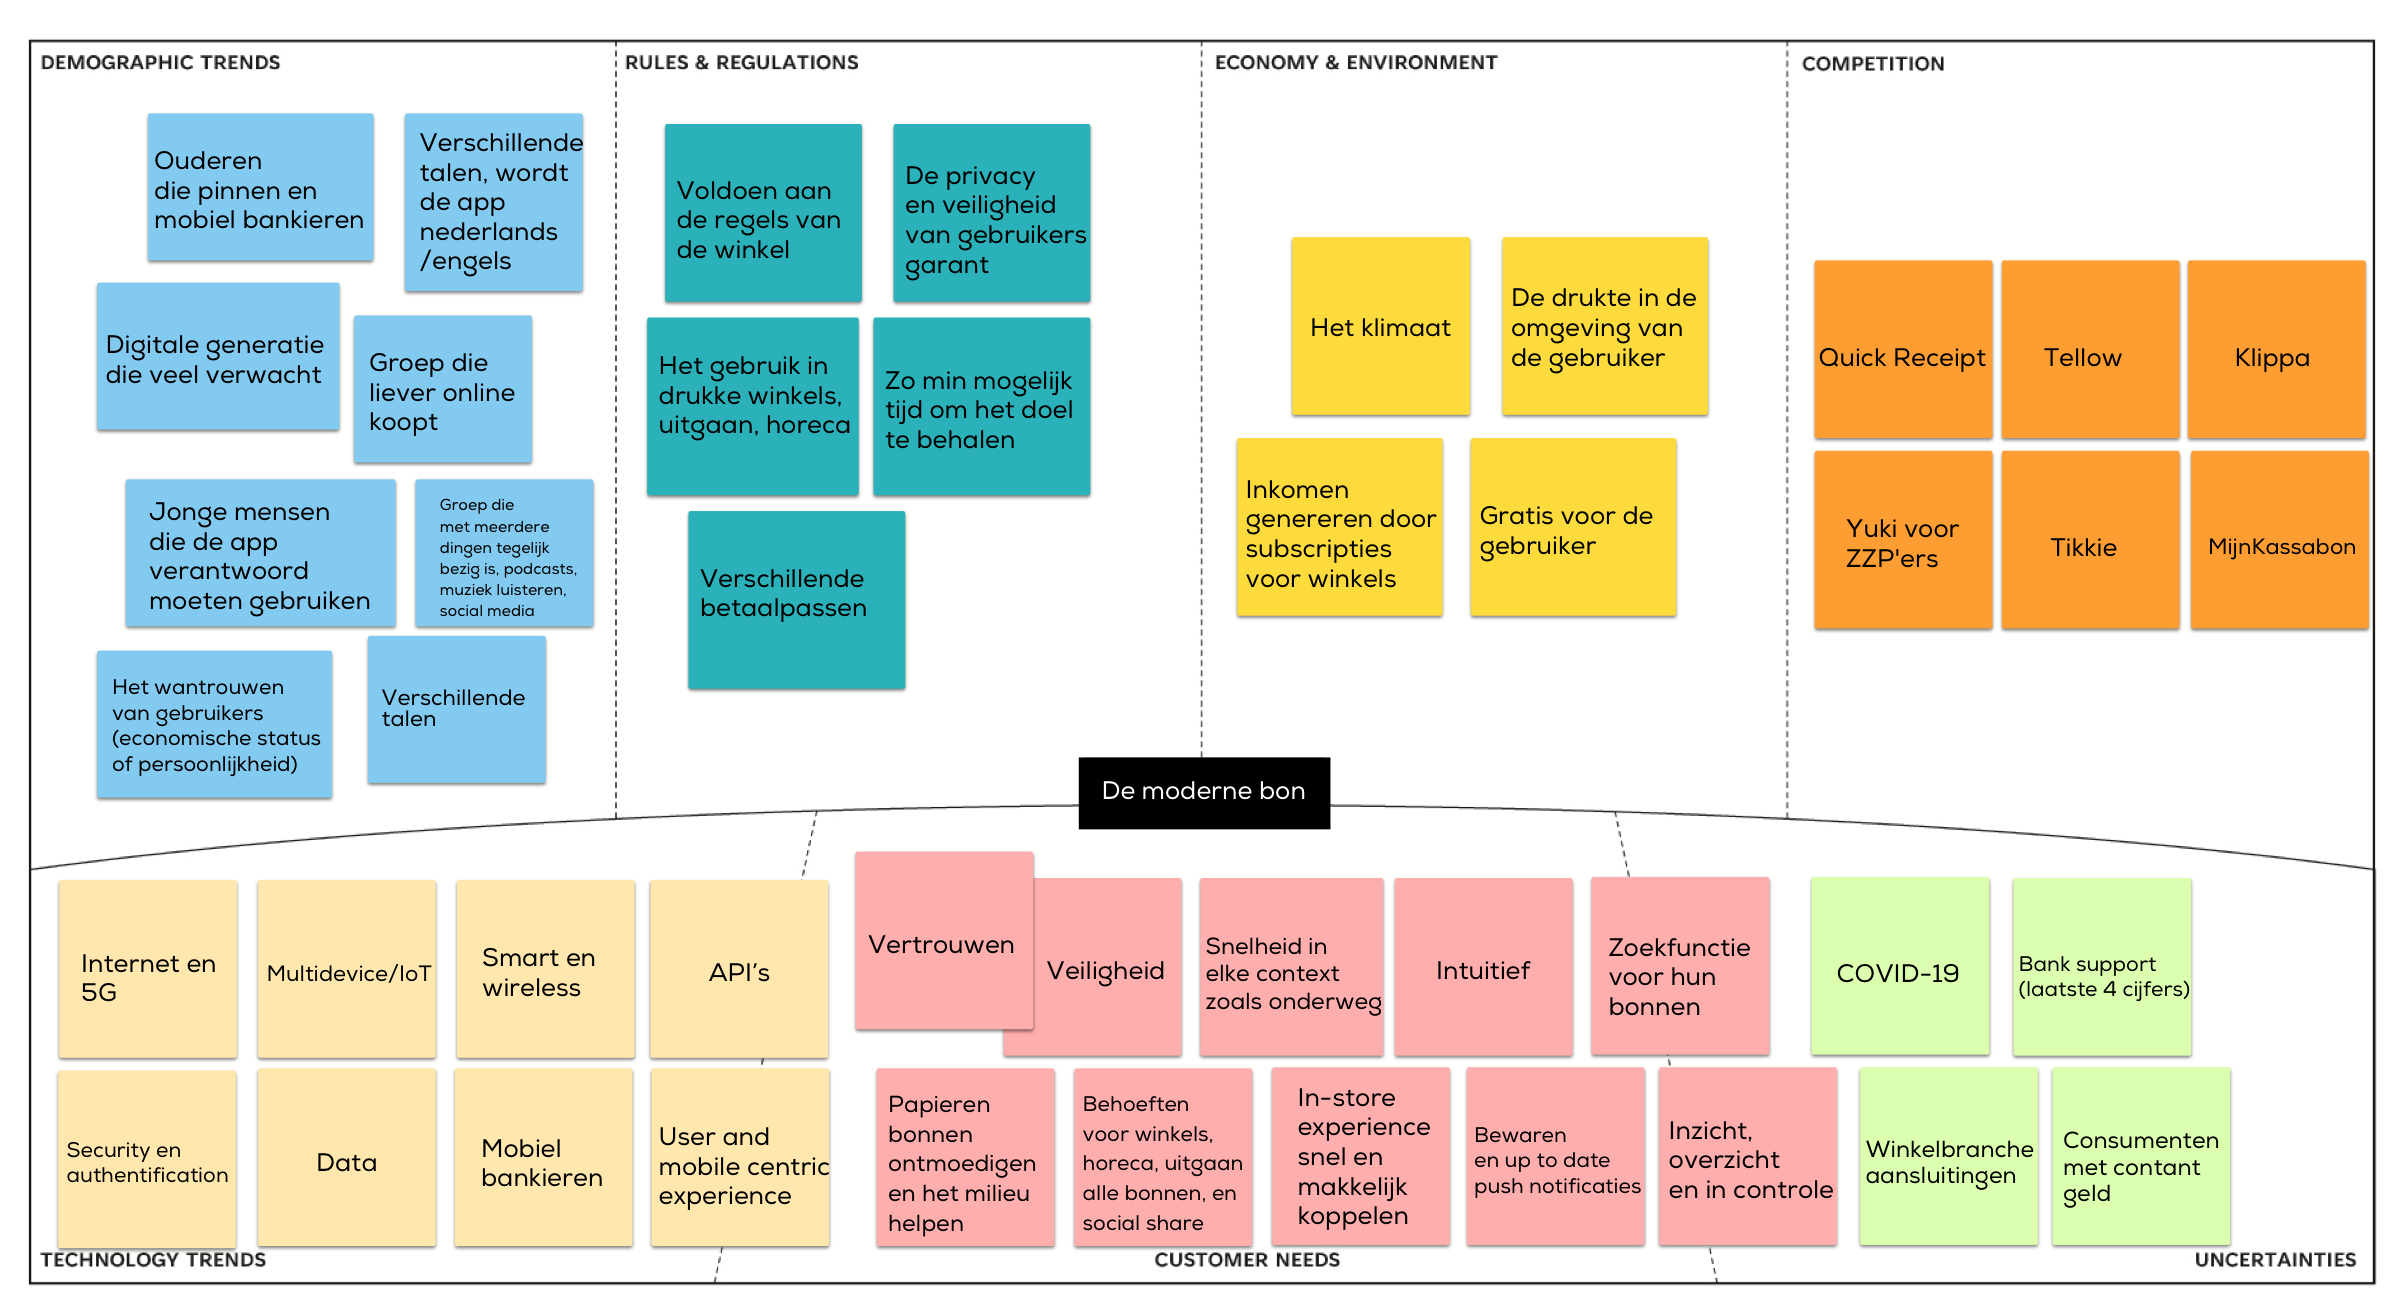 DEMOGRAPHIC TRENDS
Ouderen
die pinnen en
mobiel bankieren
Verschillende
talen, wordt
de app
nederlands
/engels
Digitale generatie
die veel verwacht
Groep die
liever online
koopt
Jonge mensen
die de app
verantwoord
moeten gebruiken
Groep die
met meerdere
dingen tegelijk
bezig is, podcasts,
muziek luisteren,
social media
Het wantrouwen
van gebruikers
(economische status
of persoonlijkheid)
Verschillende
talen
RULES & REGULATIONS
Voldoen aan
de regels van
de winkel
De privacy
en veiligheid
van gebruikers
garant
Het gebruik in
drukke winkels,
uitgaan, horeca
Zo min mogelijk
tijd om het doel
te behalen
Verschillende
betaalpassen
ECONOMY & ENVIRONMENT
Het klimaat
De drukte in de
omgeving van
de gebruiker
Inkomen
genereren door
subscripties
voor winkels
Gratis voor de
gebruiker
COMPETITION
Quick Receipt
Tellow
Klippa
Yuki voor
ZZP'ers
Tikkie
MijnKassabon
De moderne bon
Internet en
5G
Multidevice/IoT
Smart en
wireless
API's
Security en
authentification
Data
Mobiel
bankieren
User and
mobile centric
experience
TECHNOLOGY TRENDS
Vertrouwen
Veiligheid
Snelheid in
elke context
zoals onderweg
Intuitief
Zoekfunctie
voor hun
bonnen
Papieren
bonnen
ontmoedigen
en het milieu
helpen
Behoeften
voor winkels,
horeca, uitgaan
alle bonnen, en
social share
In-store
experience
snel en
makkelijk
koppelen
Bewaren
en up to date
push notificaties
Inzicht,
overzicht
en in controle
CUSTOMER NEEDS
COVID-19
Bank support
(laatste 4 cijfers)
Winkelbranche
aansluitingen
Consumenten
met contant
geld
UNCERTAINTIES